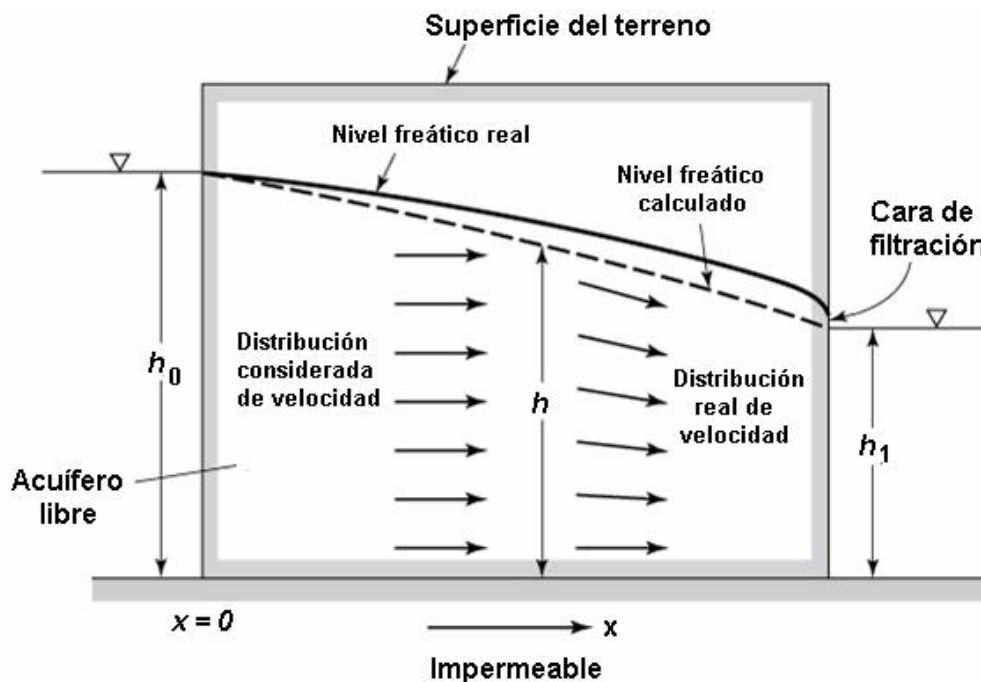 Superficie del terreno
Nivel freático real
Nivel freático
calculado
Cara de
filtración
h0
Distribución
considerada
de velocidad
h
Distribución
real de
velocidad
h1
Acuífero
libre
x = 0
x
Impermeable